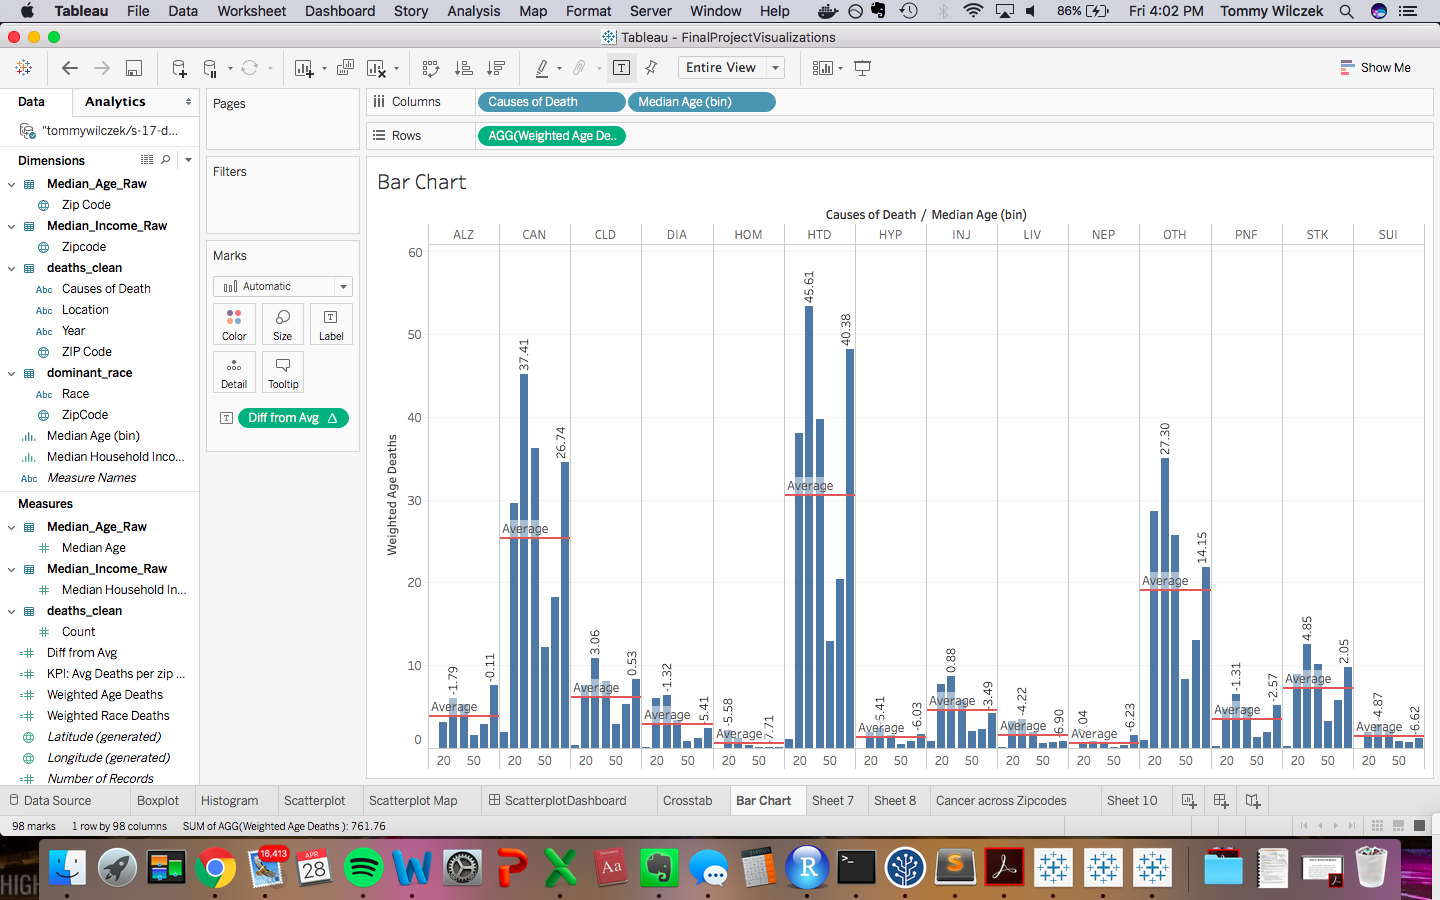 Tableau File Data Worksheet Dashboard Story Analysis Map Format Server Window Help 86% Fri 4:02 PM Tommy Wilczek
Tableau - FinalProjectVisualizations
Entire View
Show Me
Data Analytics
"tommywilczek/s-17-d...
Dimensions
Median_Age_Raw
Zip Code
Median_Income_Raw
Zipcode
deaths_clean
Abc Causes of Death
Abc Location
Abc Year
ZIP Code
dominant_race
Abc Race
ZipCode
Median Age (bin)
Median Household Inco...
Abc Measure Names
Measures
Median_Age_Raw
Median Age
Median_Income_Raw
Median Household In...
deaths_clean
Count
Diff from Avg
KPI: Avg Deaths per zip ...
Weighted Age Deaths
Weighted Race Deaths
Latitude (generated)
Longitude (generated)
Number of Records
Pages
Filters
Marks
Automatic
Color Size Label
Detail Tooltip
Diff from Avg
Columns Causes of Death Median Age (bin)
Rows AGG(Weighted Age De..
Bar Chart
Causes of Death / Median Age (bin)
ALZ CAN CLD DIA HOM HTD HYP INJ LIV NEP OTH PNF STK SUI
Weighted Age Deaths
60
50
40
30
20
10
0
-1.79 -0.11
37.41 26.74
3.06 0.53
-1.32 -5.41
-5.58 -7.71
45.61 40.38
-5.41 -6.03
0.88 -3.49
-4.22 -6.90
-6.23
27.30 14.15
-1.31 -2.57
4.85 2.05
-4.87 -6.62
Average Average Average Average Average Average Average Average Average Average Average Average Average Average
20 50 20 50 20 50 20 50 20 50 20 50 20 50 20 50 20 50 20 50 20 50 20 50 20 50 20 50
Data Source Boxplot Histogram Scatterplot Scatterplot Map ScatterplotDashboard Crosstab Bar Chart Sheet 7 Sheet 8 Cancer across Zipcodes Sheet 10
98 marks 1 row by 98 columns SUM of AGG(Weighted Age Deaths ): 761.76
16,413
APR
28
Aa
HIGH